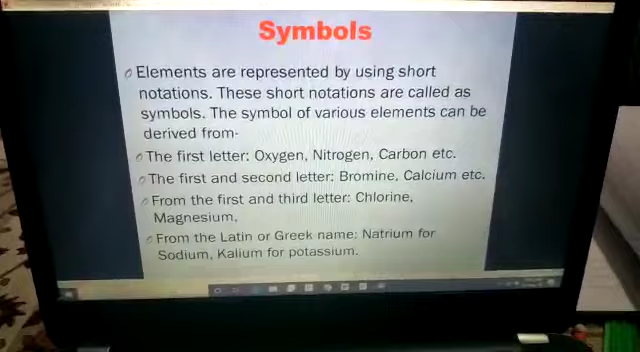 Symbols
Elements are represented by using short
notations. These short notations are called as
symbols. The symbol of various elements can be
derived from-
The first letter: Oxygen, Nitrogen, Carbon etc.
The first and second letter: Bromine, Calcium etc.
From the first and third letter: Chlorine,
Magnesium,
From the Latin or Greek name: Natrium for
Sodium, Kalium for potassium.